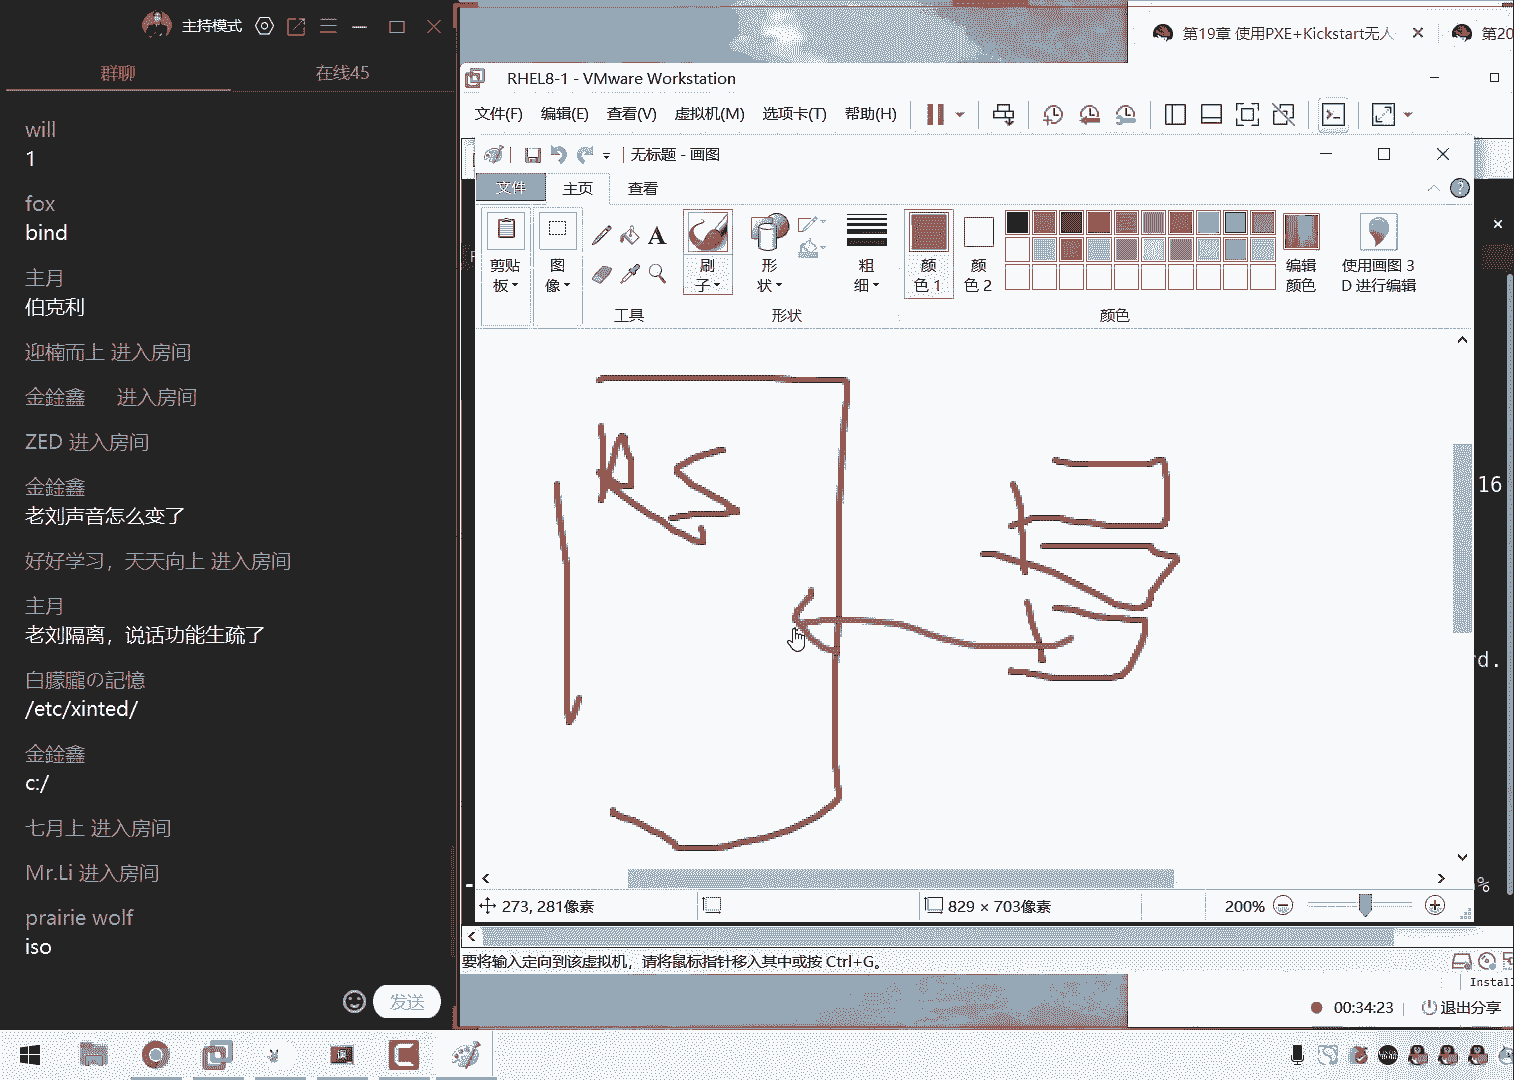 主持模式
群聊
在线45
will
1
fox
bind
主月
伯克利
迎楠而上 进入房间
金銓鑫 进入房间
ZED 进入房间
金銓鑫
老刘声音怎么变了
好好学习，天天向上 进入房间
主月
老刘隔离，说话功能生疏了
白朦朧の記憶
/etc/xinted/
金銓鑫
c:/
七月上 进入房间
Mr.Li 进入房间
prairie wolf
iso
发送
第19章 使用PXE+Kickstart无人
第20
RHEL8-1 - VMware Workstation
文件(F) 编辑(E) 查看(V) 虚拟机(M) 选项卡(T) 帮助(H)
无标题 - 画图
文件 主页 查看
剪贴板
图像
工具
刷子
形状
形状
粗细
颜色 1
颜色 2
颜色
编辑颜色
使用画图 3D 进行编辑
RS
16
rd.
%
273, 281像素
829 × 703像素
200%
要将输入定向到该虚拟机，请将鼠标指针移入其中或按 Ctrl+G。
Install
00:34:23
退出分享